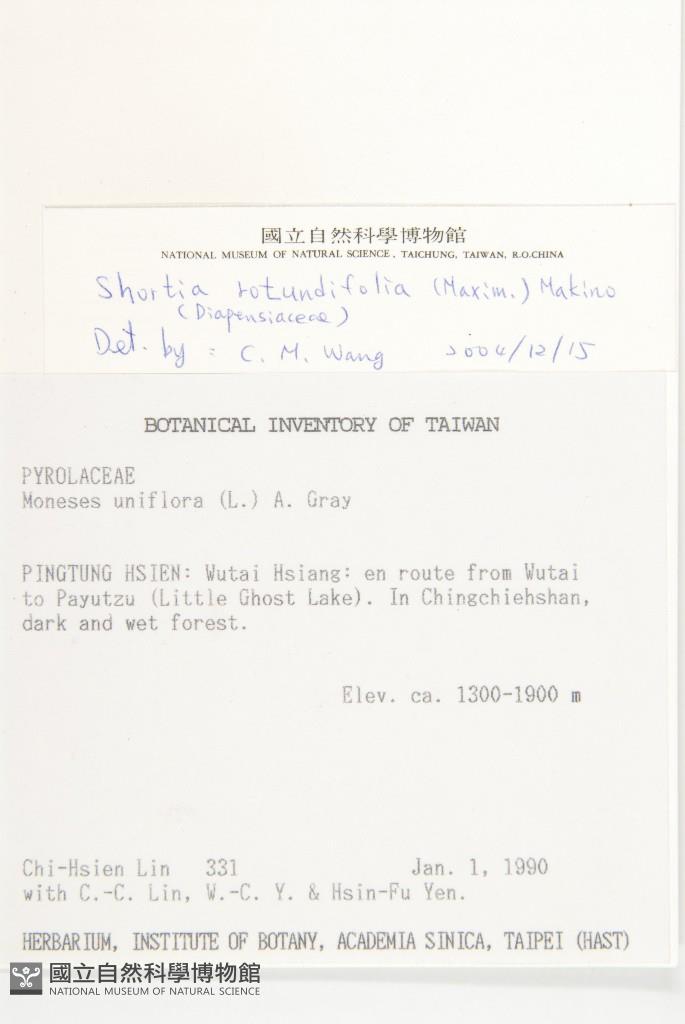 國立自然科學博物館
NATIONAL MUSEUM OF NATURAL SCIENCE, TAICHUNG, TAIWAN, R.O.CHINA
Shortia rotundifolia (Maxim.) Makino
(Diapensiaceae)
Det. by : C. M. Wang 2004/12/15
BOTANICAL INVENTORY OF TAIWAN
PYROLACEAE
Moneses uniflora (L.) A. Gray
PINGTUNG HSIEN: Wutai Hsiang: en route from Wutai
to Payutzu (Little Ghost Lake). In Chingchiehshan,
dark and wet forest.
Elev. ca. 1300-1900 m
Chi-Hsien Lin 331 Jan. 1, 1990
with C.-C. Lin, W.-C. Y. & Hsin-Fu Yen.
HERBARIUM, INSTITUTE OF BOTANY, ACADEMIA SINICA, TAIPEI (HAST)
國立自然科學博物館
NATIONAL MUSEUM OF NATURAL SCIENCE